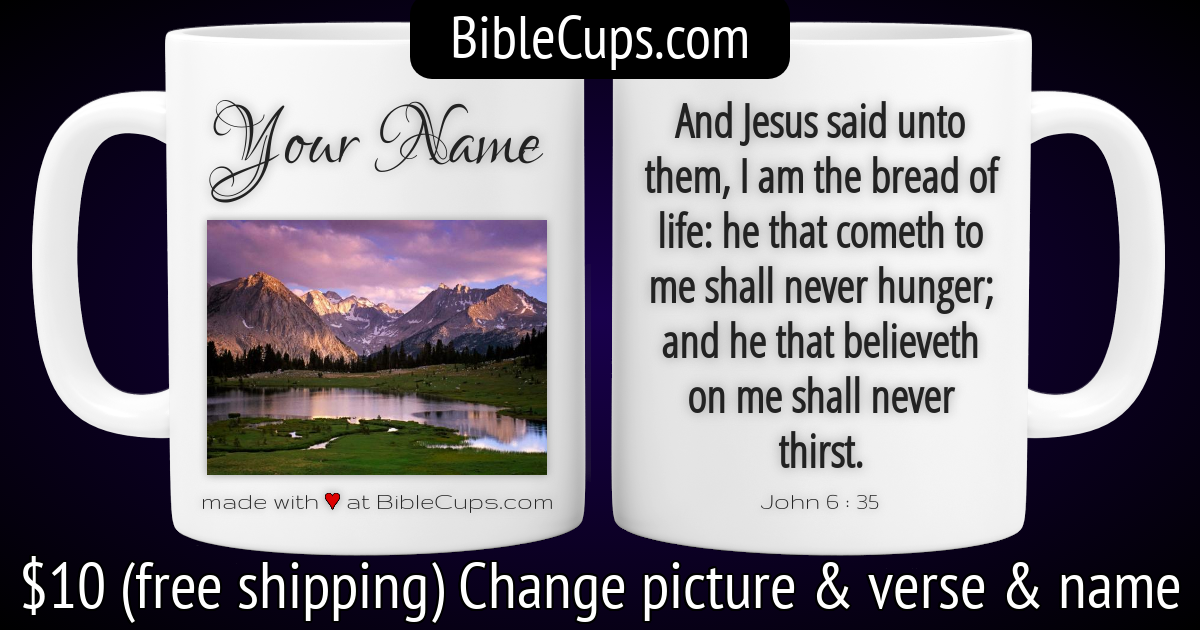 BibleCups.com
Your Name
made with ♥ at BibleCups.com
And Jesus said unto
them, I am the bread of
life: he that cometh to
me shall never hunger;
and he that believeth
on me shall never
thirst.
John 6 : 35
$10 (free shipping) Change picture & verse & name